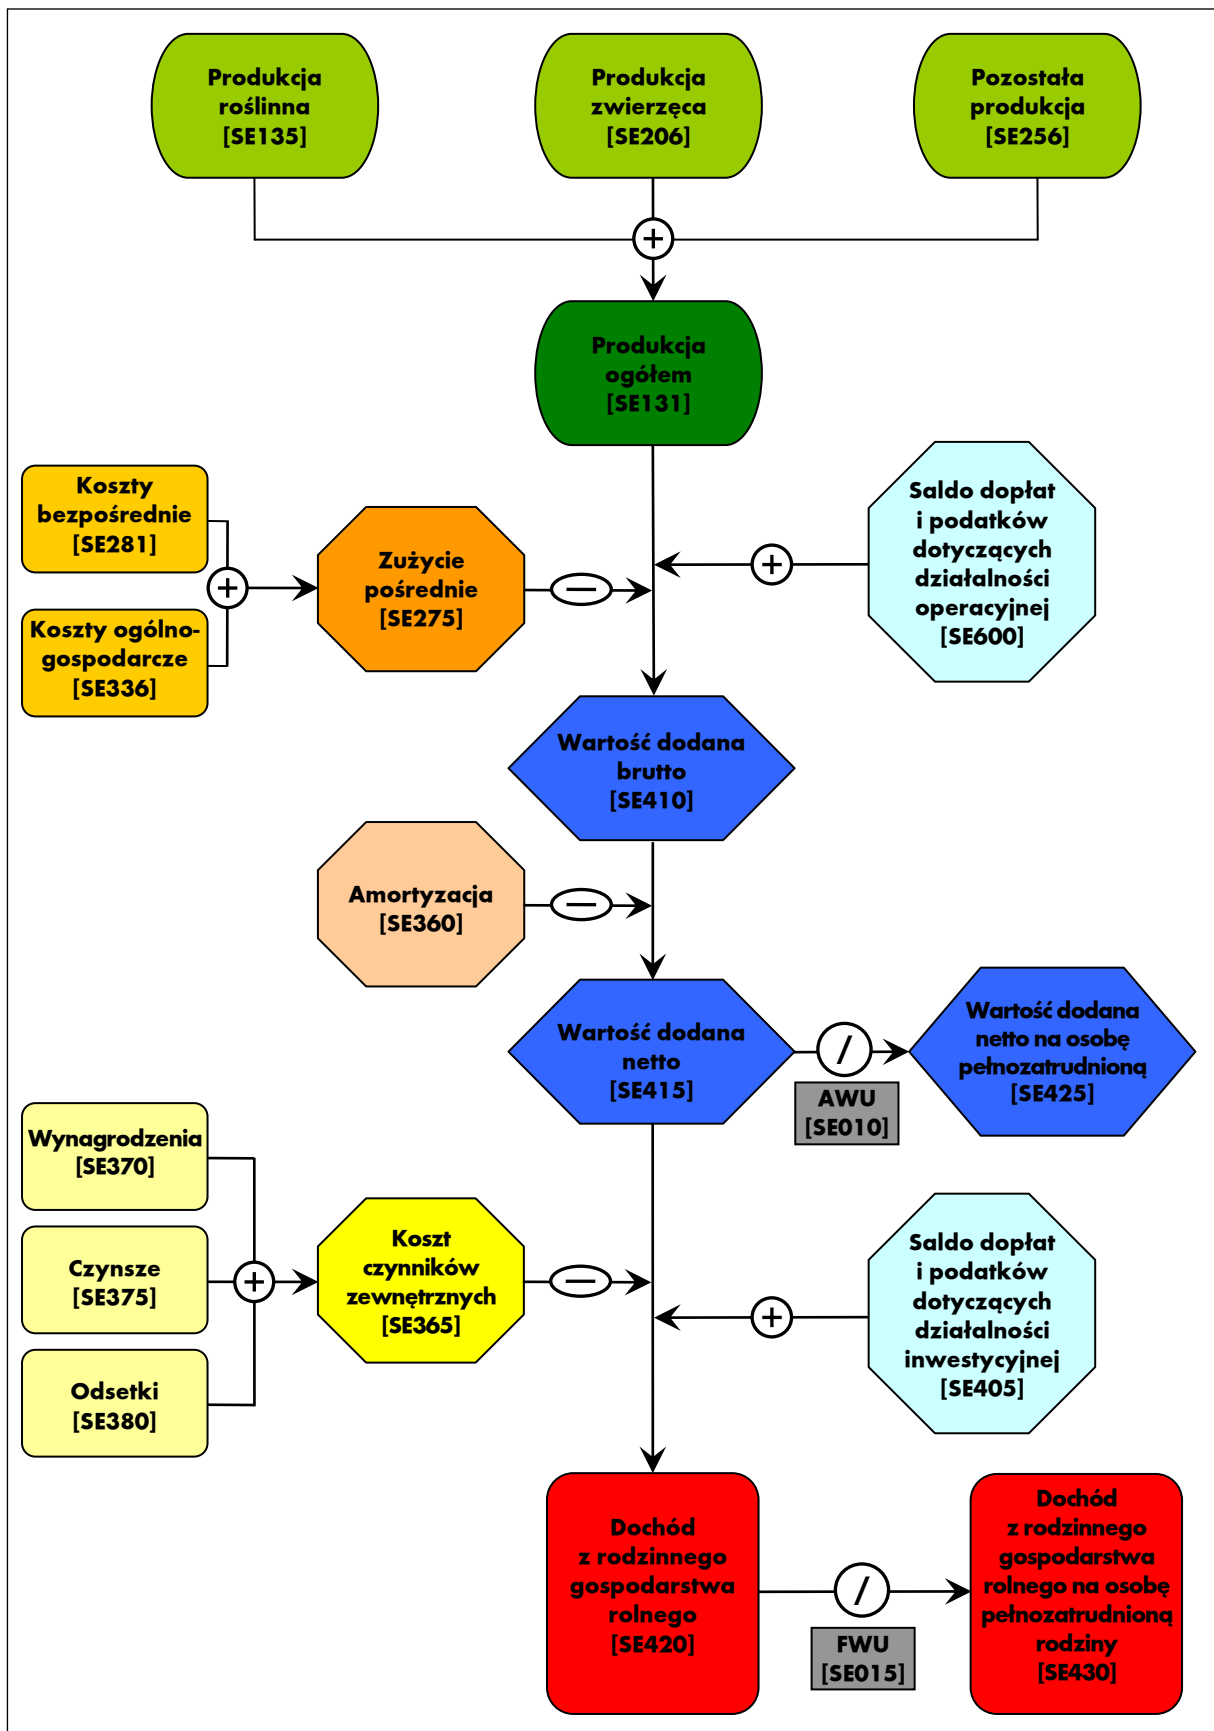 Produkcja
roślinna
[SE135]
Produkcja
zwierzęca
[SE206]
Pozostała
produkcja
[SE256]
+
Produkcja
ogółem
[SE131]
Koszty
bezpośrednie
[SE281]
+
Koszty ogólno-
gospodarcze
[SE336]
Zużycie
pośrednie
[SE275]
—
+
Saldo dopłat
i podatków
dotyczących
działalności
operacyjnej
[SE600]
Wartość dodana
brutto
[SE410]
Amortyzacja
[SE360]
—
Wartość dodana
netto
[SE415]
/
AWU
[SE010]
Wartość dodana
netto na osobę
pełnozatrudnioną
[SE425]
Wynagrodzenia
[SE370]
Czynsze
[SE375]
+
Odsetki
[SE380]
Koszt
czynników
zewnętrznych
[SE365]
—
+
Saldo dopłat
i podatków
dotyczących
działalności
inwestycyjnej
[SE405]
Dochód
z rodzinnego
gospodarstwa
rolnego
[SE420]
/
FWU
[SE015]
Dochód
z rodzinnego
gospodarstwa
rolnego na osobę
pełnozatrudnioną
rodziny
[SE430]